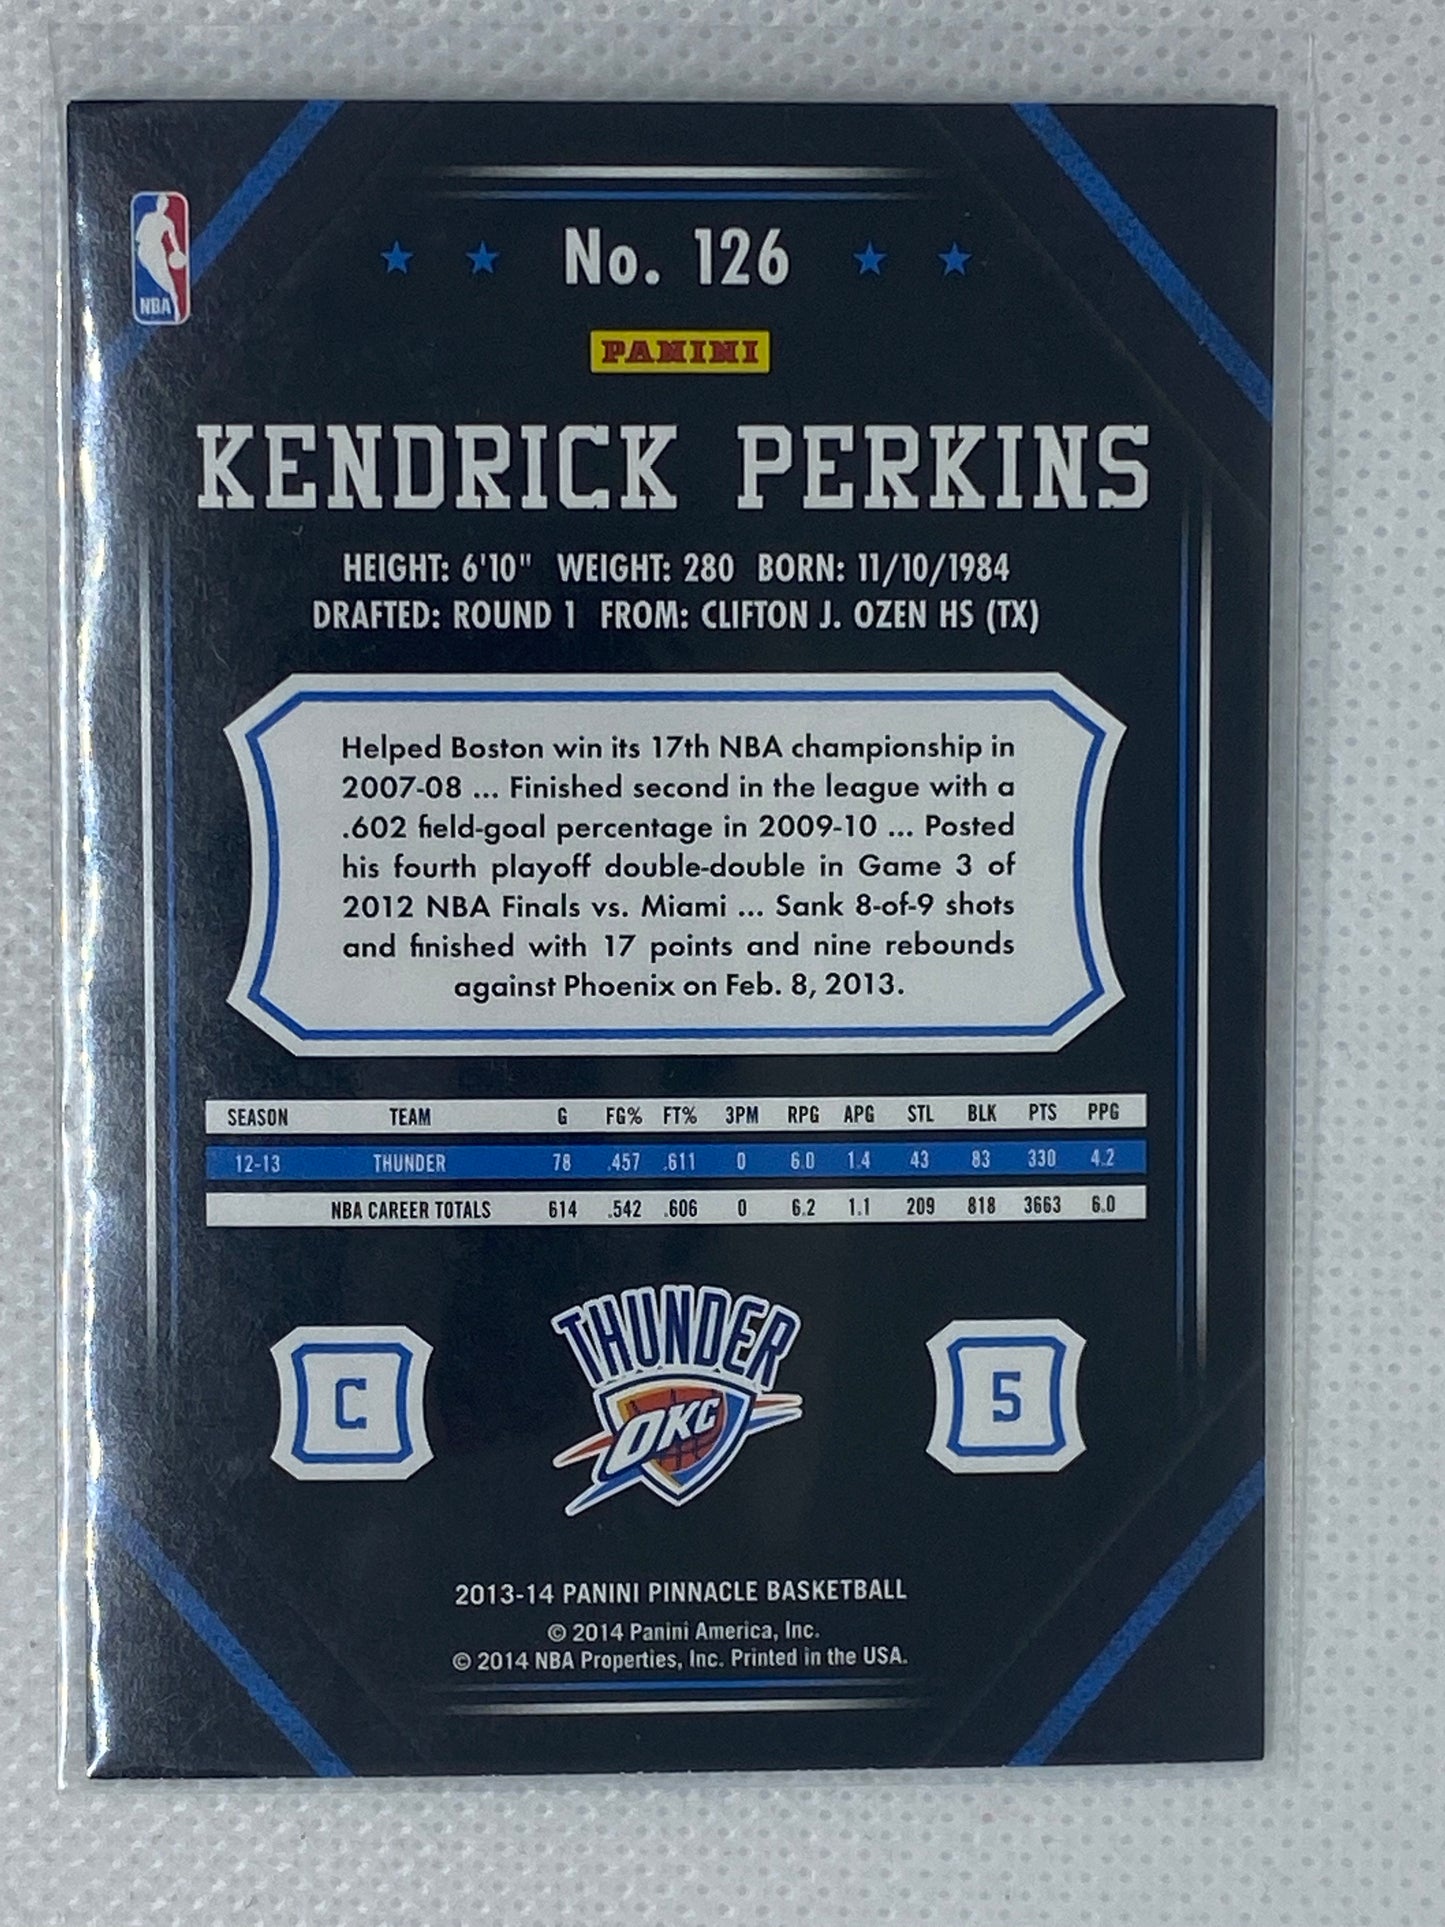 NBA
No. 126
PANINI
KENDRICK PERKINS
HEIGHT: 6'10" WEIGHT: 280 BORN: 11/10/1984
DRAFTED: ROUND 1 FROM: CLIFTON J. OZEN HS (TX)
Helped Boston win its 17th NBA championship in
2007-08 ... Finished second in the league with a
.602 field-goal percentage in 2009-10 ... Posted
his fourth playoff double-double in Game 3 of
2012 NBA Finals vs. Miami ... Sank 8-of-9 shots
and finished with 17 points and nine rebounds
against Phoenix on Feb. 8, 2013.
SEASON TEAM G FG% FT% 3PM RPG APG STL BLK PTS PPG
12-13 THUNDER 78 .457 .611 0 6.0 1.4 43 83 330 4.2
NBA CAREER TOTALS 614 .542 .606 0 6.2 1.1 209 818 3663 6.0
THUNDER
C OKC 5
2013-14 PANINI PINNACLE BASKETBALL
© 2014 Panini America, Inc.
© 2014 NBA Properties, Inc. Printed in the USA.